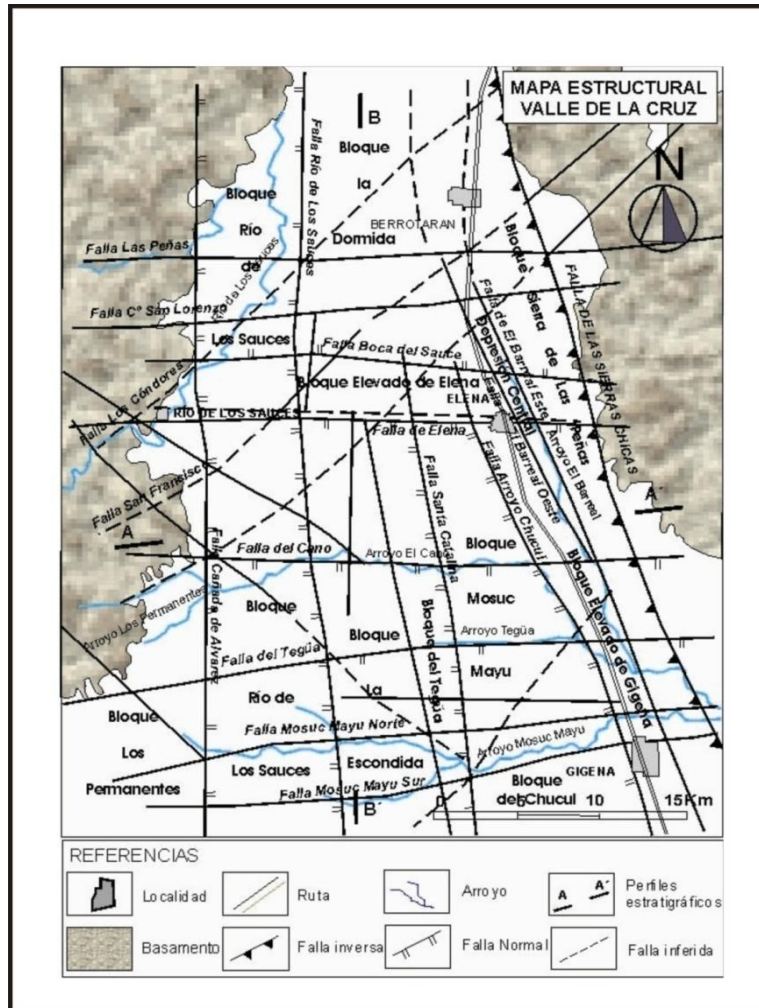 MAPA ESTRUCTURAL
VALLE DE LA CRUZ
N
B
Bloque
la
Dormida
BERROTARAN
Falla Río de Los Sauces
Bloque
Río
de
Los Sauces
Falla Las Peñas
Falla Cº San Lorenzo
Falla Boca del Sauce
Bloque Elevado de Elena
ELENA
Falla Los Cóndores
RÍO DE LOS SAUCES
Falla de Elena
Falla San Francisc
Bloque Sierra de Las Peñas
FALLA DE LAS SIERRAS CHICAS
Falla de El Barreal Este
Depresión Central
Barreal Oeste
Arroyo El Barreal
Falla Arroyo Chucul
Falla Santa Catalina
A
A´
Falla del Cano
Arroyo El Cano
Falla Cañada de Alvarez
Arroyo Los Permanentes
Bloque
Mosuc
Mayu
Arroyo Tegüa
Bloque Elevado de Gigena
Bloque del Tegüa
Falla del Tegüa
Bloque
Río de
Los Sauces
Bloque
La
Escondida
Bloque
Los
Permanentes
Falla Mosuc Mayu Norte
Arroyo Mosuc Mayu
Falla Mosuc Mayu Sur
B´
Bloque
del Chucul
GIGENA
0 5 10 15Km
REFERENCIAS
Localidad
Ruta
Arroyo
A A´
Perfiles
estratigráficos
Basamento
Falla inversa
Falla Normal
Falla inferida